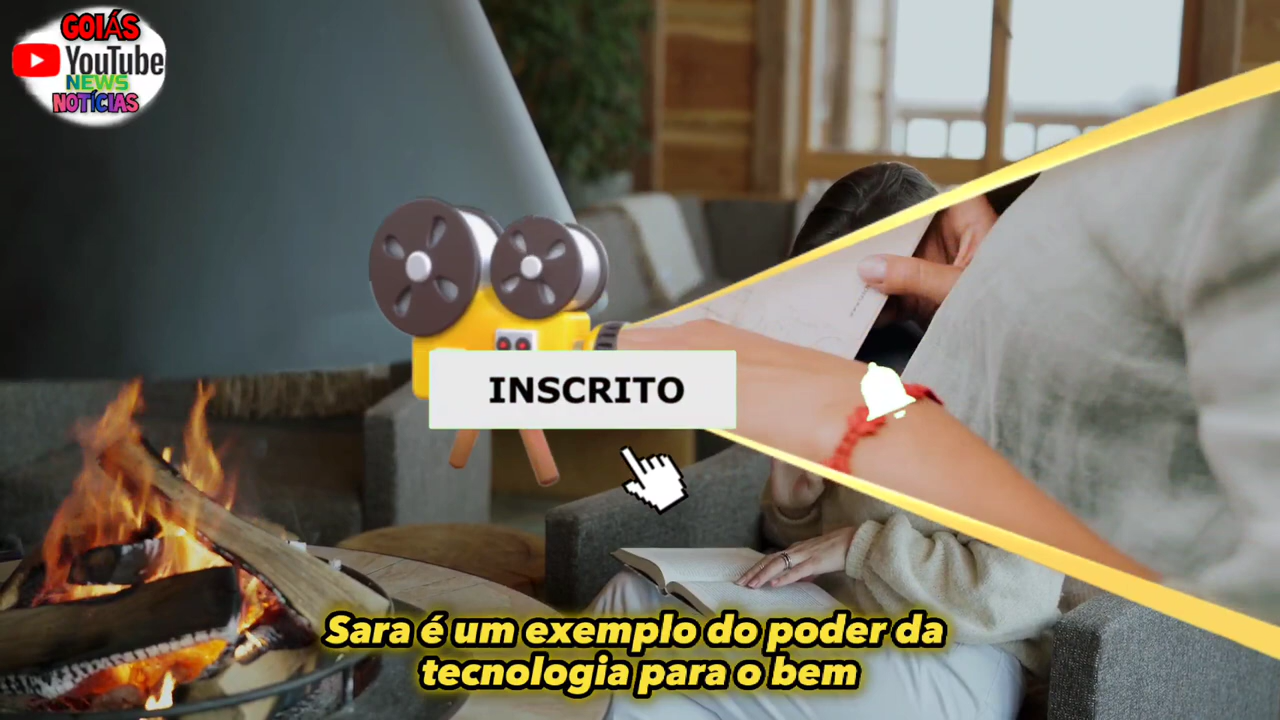 GOIÁS
YouTube
NEWS
NOTÍCIAS
INSCRITO
Sara é um exemplo do poder da
tecnologia para o bem